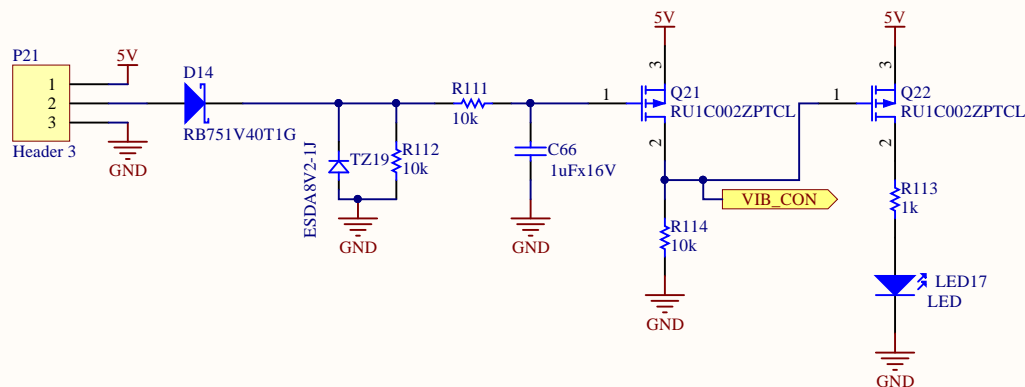 P21
1
2
3
Header 3
5V
GND
D14
RB751V40T1G
ESDA8V2-1J
TZ19
R112
10k
GND
R111
10k
C66
1uFx16V
GND
5V
3
1
Q21
RU1C002ZPTCL
2
VIB_CON
R114
10k
GND
5V
3
1
Q22
RU1C002ZPTCL
2
R113
1k
LED17
LED
GND